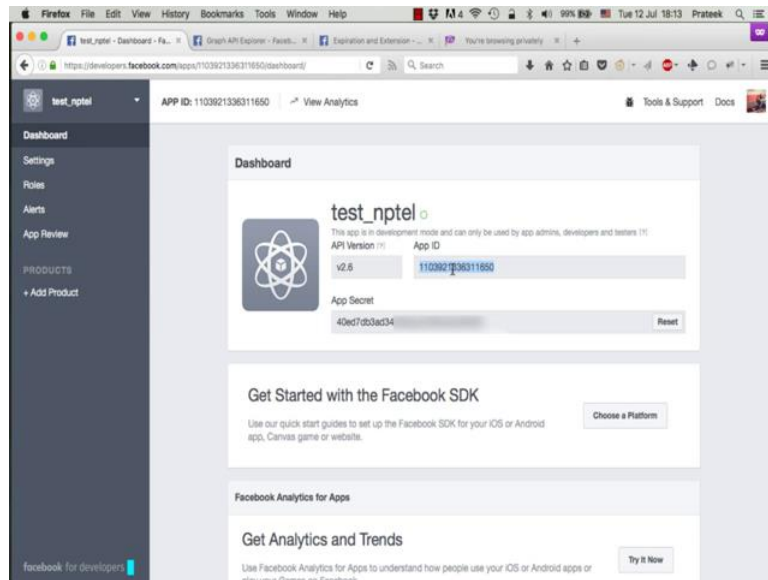 Firefox File Edit View History Bookmarks Tools Window Help 4 99% Tue 12 Jul 18:13 Prateek
test_nptel - Dashboard - Fa... × Graph API Explorer - Faceb... × Expiration and Extension - ... × You're browsing privately × +
https://developers.facebook.com/apps/1103921336311650/dashboard/ Search ABP
test_nptel APP ID: 1103921336311650 View Analytics Tools & Support Docs
Dashboard
Settings
Roles
Alerts
App Review
PRODUCTS
+ Add Product
Dashboard
test_nptel
This app is in development mode and can only be used by app admins, developers and testers [?]
API Version [?] App ID
v2.6 1103921336311650
App Secret
40ed7db3ad34 Reset
Get Started with the Facebook SDK
Use our quick start guides to set up the Facebook SDK for your iOS or Android
app, Canvas game or website.
Choose a Platform
Facebook Analytics for Apps
Get Analytics and Trends
Use Facebook Analytics for Apps to understand how people use your iOS or Android apps or
Try It Now
facebook for developers